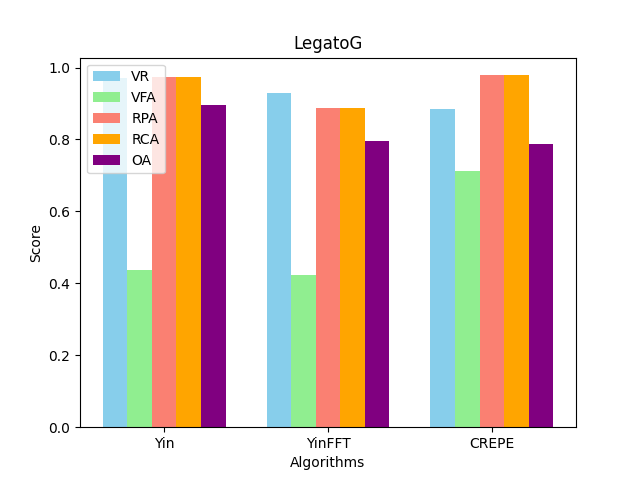 LegatoG
VR
VFA
RPA
RCA
OA
Score
1.0
0.8
0.6
0.4
0.2
0.0
Yin
YinFFT
CREPE
Algorithms